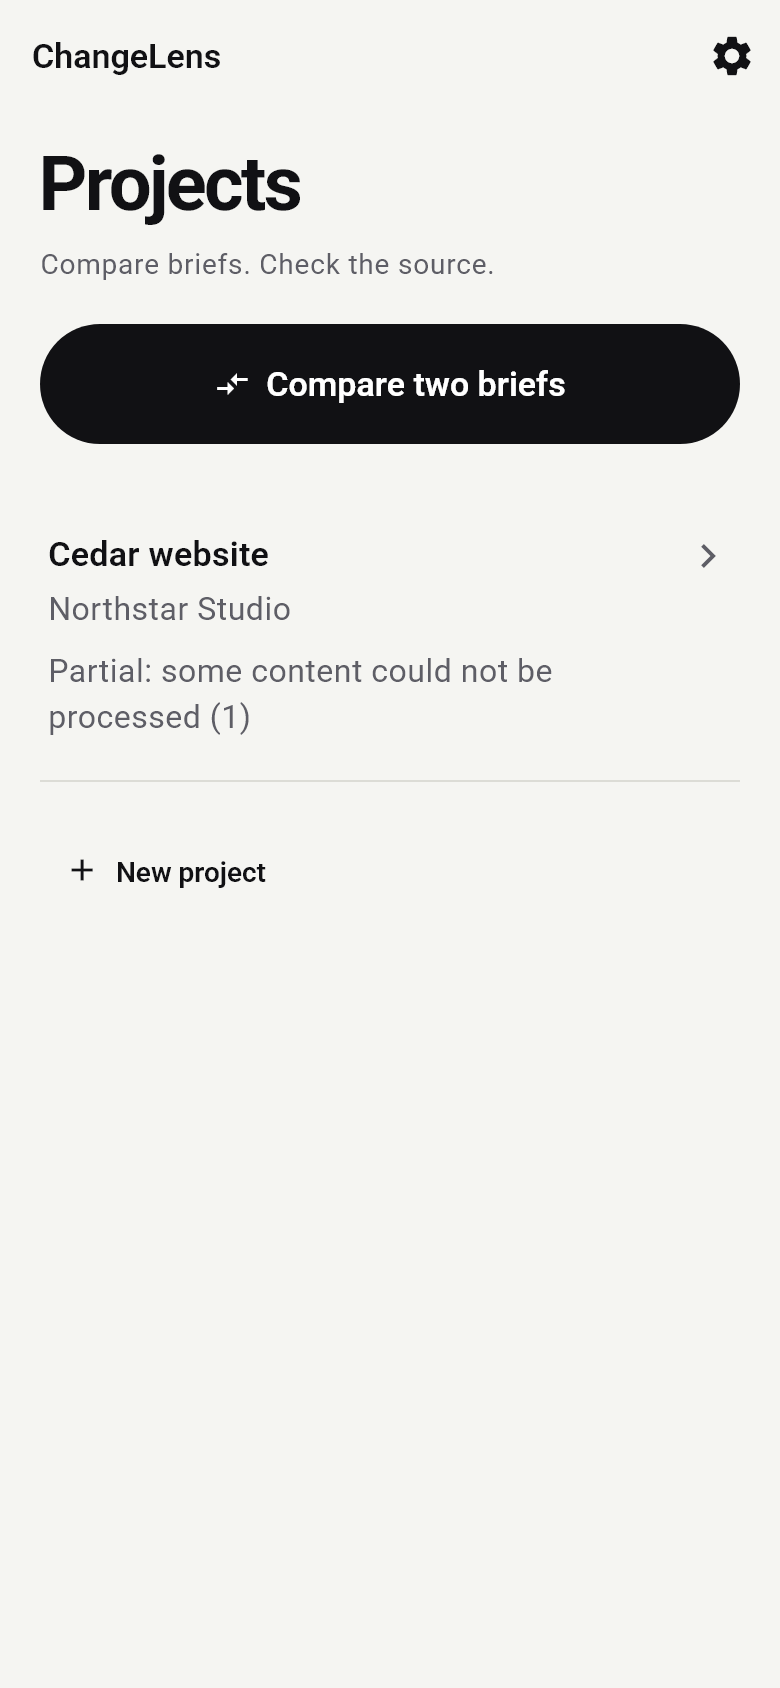 ChangeLens
Projects
Compare briefs. Check the source.
Compare two briefs
Cedar website
Northstar Studio
Partial: some content could not be
processed (1)
New project